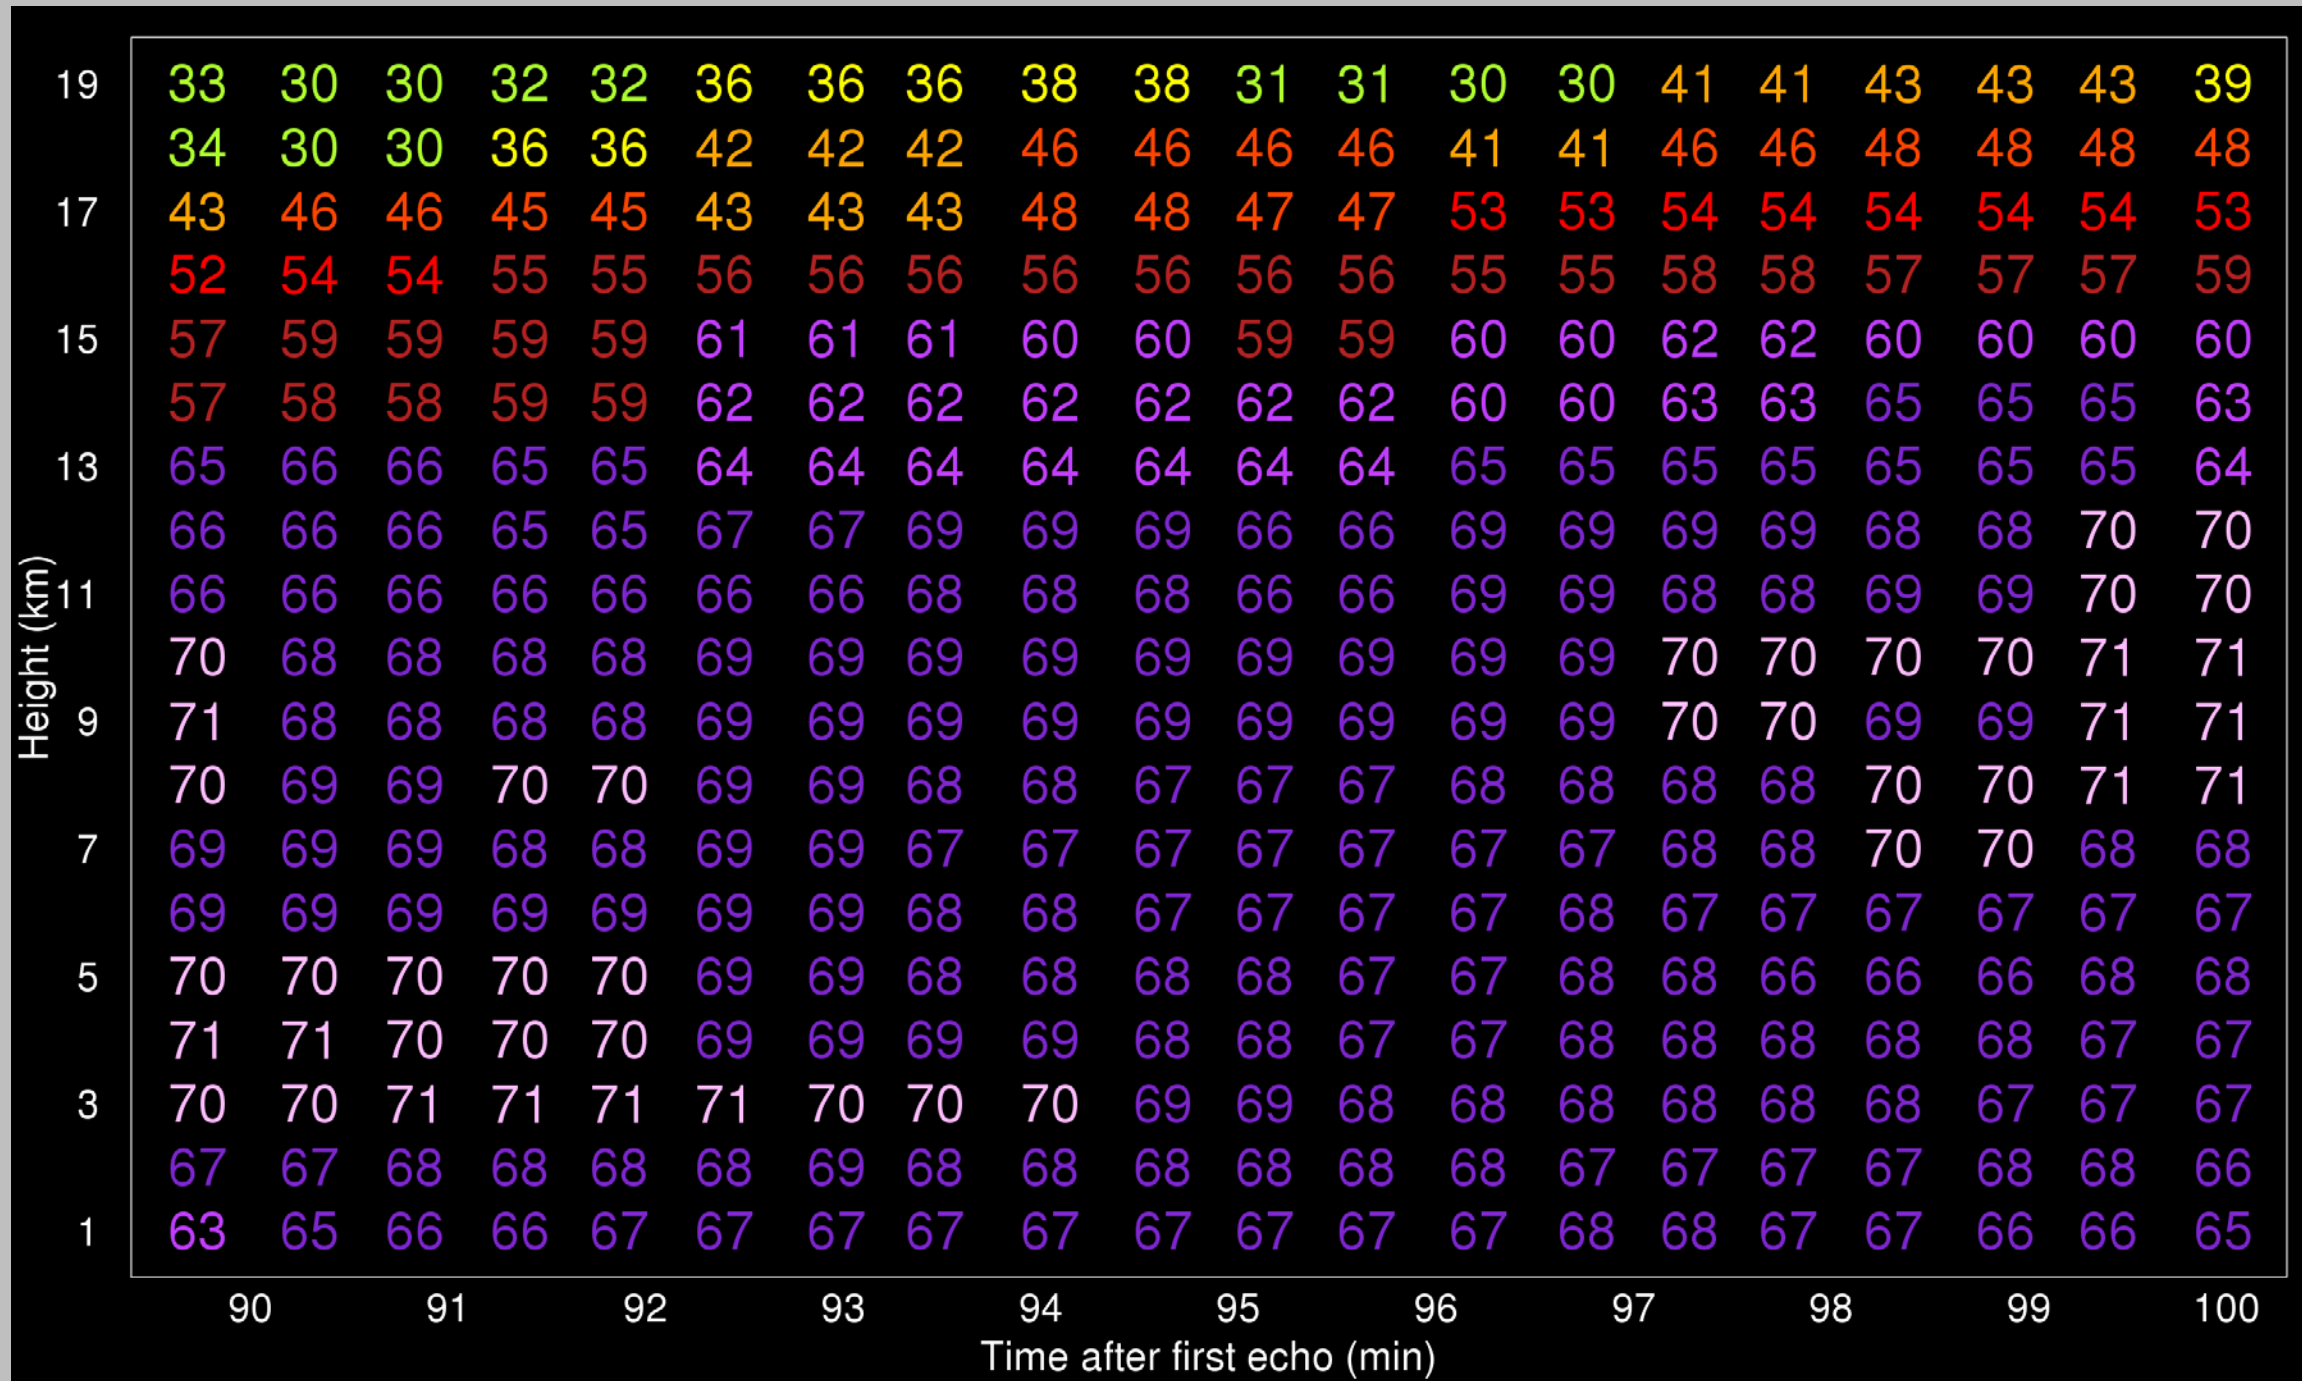 19 33 30 30 32 32 36 36 36 38 38 31 31 30 30 41 41 43 43 43 39
34 30 30 36 36 42 42 42 46 46 46 46 41 41 46 46 48 48 48 48
17 43 46 46 45 45 43 43 43 48 48 47 47 53 53 54 54 54 54 54 53
52 54 54 55 55 56 56 56 56 56 56 56 55 55 58 58 57 57 57 59
15 57 59 59 59 59 61 61 61 60 60 59 59 60 60 62 62 60 60 60 60
57 58 58 59 59 62 62 62 62 62 62 62 60 60 63 63 65 65 65 63
13 65 66 66 65 65 64 64 64 64 64 64 64 65 65 65 65 65 65 65 64
66 66 66 65 65 67 67 69 69 69 66 66 69 69 69 69 68 68 70 70
11 66 66 66 66 66 66 66 68 68 68 66 66 69 69 68 68 69 69 70 70
70 68 68 68 68 69 69 69 69 69 69 69 69 69 70 70 70 70 71 71
9 71 68 68 68 68 69 69 69 69 69 69 69 69 69 70 70 69 69 71 71
70 69 69 70 70 69 69 68 68 67 67 67 68 68 68 68 70 70 71 71
7 69 69 69 68 68 69 69 67 67 67 67 67 67 67 68 68 70 70 68 68
69 69 69 69 69 69 69 68 68 67 67 67 67 68 67 67 67 67 67 67
5 70 70 70 70 70 69 69 68 68 68 68 67 67 68 68 66 66 66 68 68
71 71 70 70 70 69 69 69 69 68 68 67 67 68 68 68 68 68 67 67
3 70 70 71 71 71 71 70 70 70 69 69 68 68 68 68 68 68 67 67 67
67 67 68 68 68 68 69 68 68 68 68 68 68 67 67 67 67 68 68 66
1 63 65 66 66 67 67 67 67 67 67 67 67 67 68 68 67 67 66 66 65
Height (km)
90 91 92 93 94 95 96 97 98 99 100
Time after first echo (min)